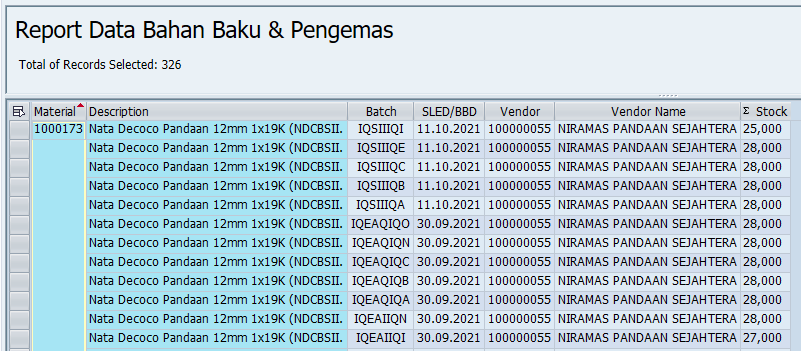 Report Data Bahan Baku & Pengemas
Total of Records Selected: 326
Material Description Batch SLED/BBD Vendor Vendor Name Σ Stock
1000173 Nata Decoco Pandaan 12mm 1x19K (NDCBSII. IQSIIIQI 11.10.2021 100000055 NIRAMAS PANDAAN SEJAHTERA 25,000
Nata Decoco Pandaan 12mm 1x19K (NDCBSII. IQSIIIQE 11.10.2021 100000055 NIRAMAS PANDAAN SEJAHTERA 28,000
Nata Decoco Pandaan 12mm 1x19K (NDCBSII. IQSIIIQC 11.10.2021 100000055 NIRAMAS PANDAAN SEJAHTERA 28,000
Nata Decoco Pandaan 12mm 1x19K (NDCBSII. IQSIIIQB 11.10.2021 100000055 NIRAMAS PANDAAN SEJAHTERA 28,000
Nata Decoco Pandaan 12mm 1x19K (NDCBSII. IQSIIIQA 11.10.2021 100000055 NIRAMAS PANDAAN SEJAHTERA 28,000
Nata Decoco Pandaan 12mm 1x19K (NDCBSII. IQEAQIQO 30.09.2021 100000055 NIRAMAS PANDAAN SEJAHTERA 28,000
Nata Decoco Pandaan 12mm 1x19K (NDCBSII. IQEAQIQN 30.09.2021 100000055 NIRAMAS PANDAAN SEJAHTERA 28,000
Nata Decoco Pandaan 12mm 1x19K (NDCBSII. IQEAQIQC 30.09.2021 100000055 NIRAMAS PANDAAN SEJAHTERA 28,000
Nata Decoco Pandaan 12mm 1x19K (NDCBSII. IQEAQIQB 30.09.2021 100000055 NIRAMAS PANDAAN SEJAHTERA 28,000
Nata Decoco Pandaan 12mm 1x19K (NDCBSII. IQEAQIQA 30.09.2021 100000055 NIRAMAS PANDAAN SEJAHTERA 28,000
Nata Decoco Pandaan 12mm 1x19K (NDCBSII. IQEAIIQN 30.09.2021 100000055 NIRAMAS PANDAAN SEJAHTERA 28,000
Nata Decoco Pandaan 12mm 1x19K (NDCBSII. IQEAIIQI 30.09.2021 100000055 NIRAMAS PANDAAN SEJAHTERA 27,000